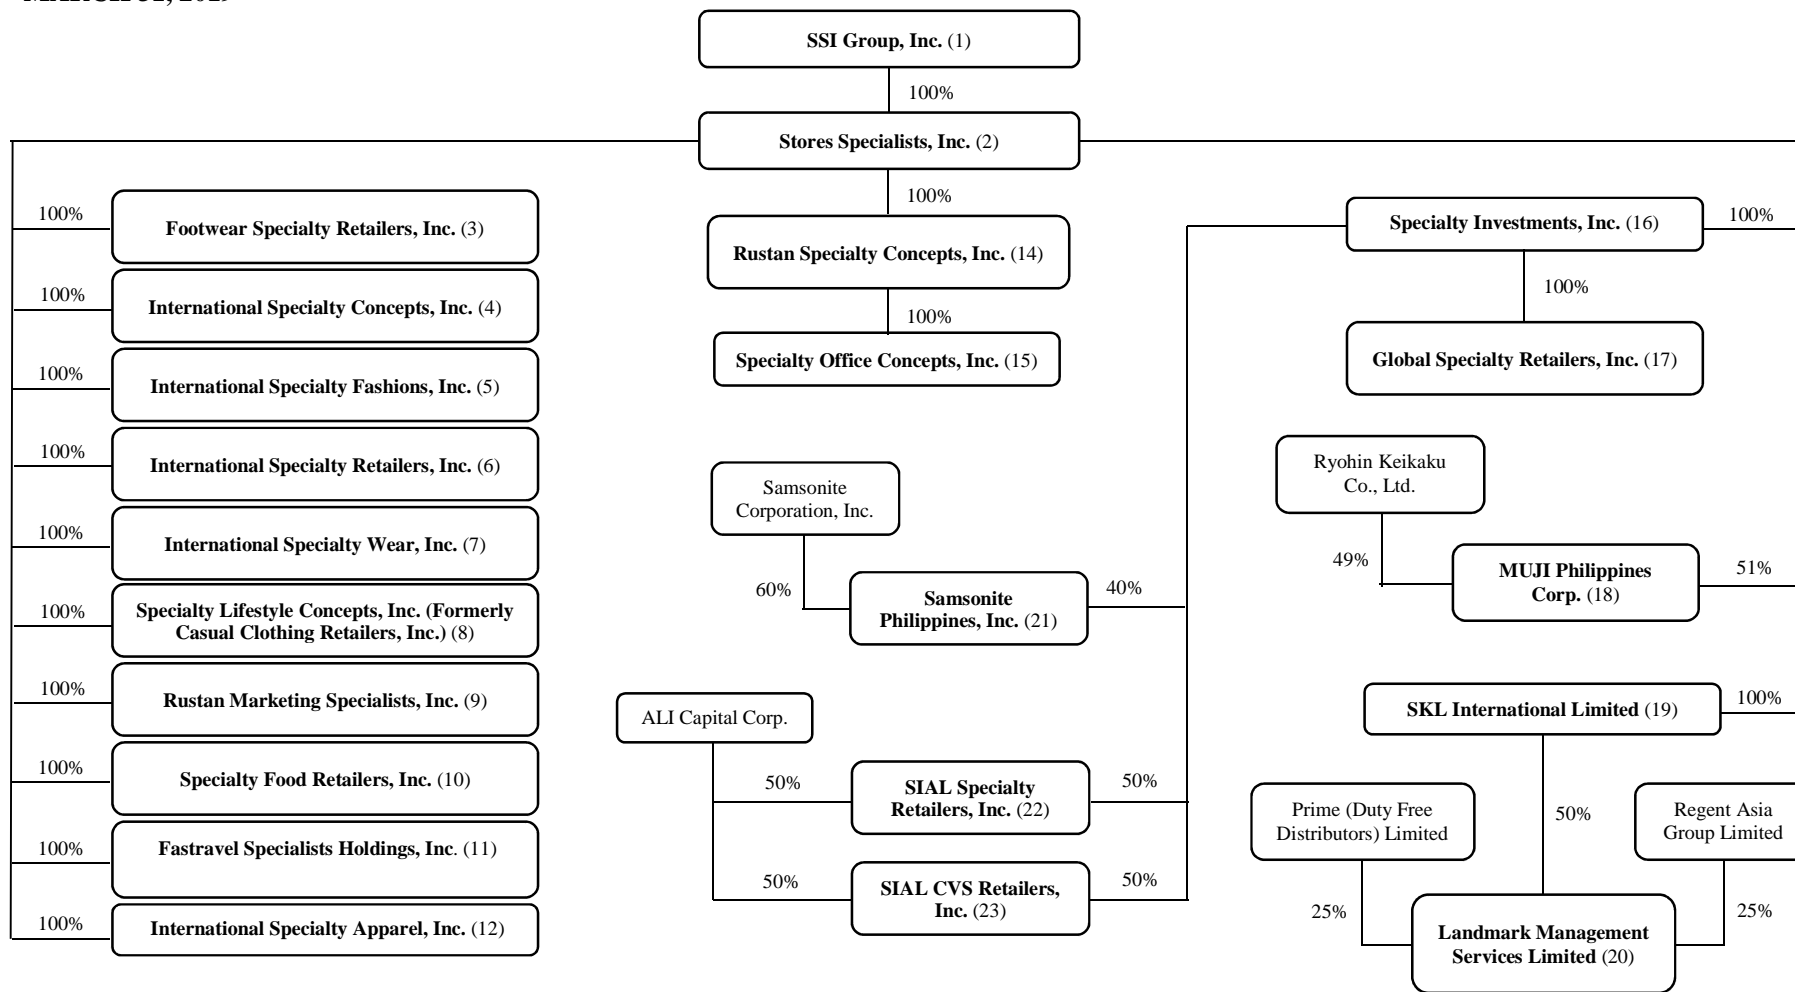 SSI Group, Inc. (1)
100%
Stores Specialists, Inc. (2)
100%
Footwear Specialty Retailers, Inc. (3)
100%
International Specialty Concepts, Inc. (4)
100%
International Specialty Fashions, Inc. (5)
100%
International Specialty Retailers, Inc. (6)
100%
International Specialty Wear, Inc. (7)
100%
Specialty Lifestyle Concepts, Inc. (Formerly
Casual Clothing Retailers, Inc.) (8)
100%
Rustan Marketing Specialists, Inc. (9)
100%
Specialty Food Retailers, Inc. (10)
100%
Fastravel Specialists Holdings, Inc. (11)
100%
International Specialty Apparel, Inc. (12)
100%
Rustan Specialty Concepts, Inc. (14)
100%
Specialty Office Concepts, Inc. (15)
Samsonite
Corporation, Inc.
60%
Samsonite
Philippines, Inc. (21)
40%
ALI Capital Corp.
50%
SIAL Specialty
Retailers, Inc. (22)
50%
50%
SIAL CVS Retailers,
Inc. (23)
50%
Specialty Investments, Inc. (16)
100%
100%
Global Specialty Retailers, Inc. (17)
Ryohin Keikaku
Co., Ltd.
49%
MUJI Philippines
Corp. (18)
51%
SKL International Limited (19)
100%
Prime (Duty Free
Distributors) Limited
50%
Regent Asia
Group Limited
25%
Landmark Management
Services Limited (20)
25%